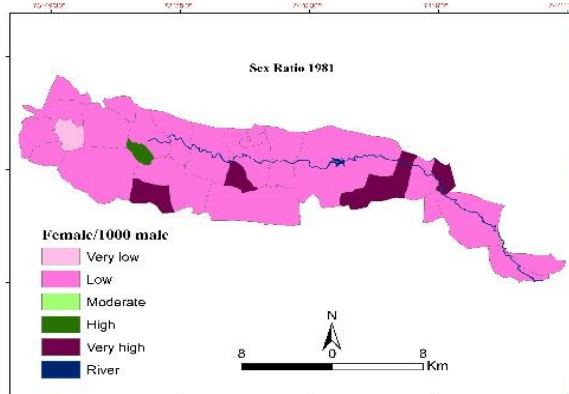 Sex Ratio 1981
Female/1000 male
Very low
Low
Moderate
High
Very high
River
N
8 0 8
Km